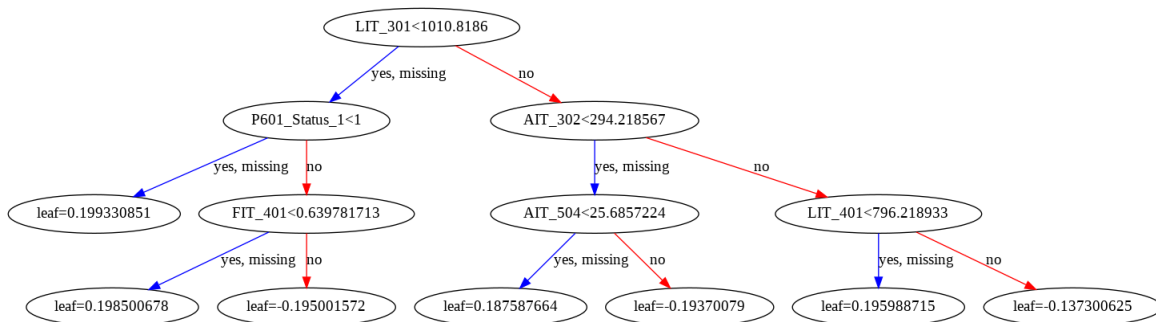 LIT_301<1010.8186
yes, missing
no
P601_Status_1<1
AIT_302<294.218567
yes, missing
no
yes, missing
no
leaf=0.199330851
FIT_401<0.639781713
AIT_504<25.6857224
LIT_401<796.218933
yes, missing
no
yes, missing
no
yes, missing
no
leaf=0.198500678
leaf=-0.195001572
leaf=0.187587664
leaf=-0.19370079
leaf=0.195988715
leaf=-0.137300625